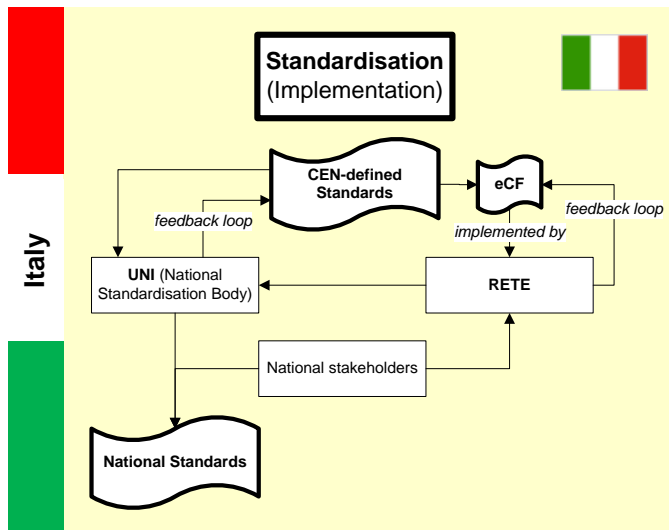 Standardisation
(Implementation)
CEN-defined
Standards
eCF
feedback loop
implemented by
feedback loop
Italy
UNI (National
Standardisation Body)
RETE
National stakeholders
National Standards